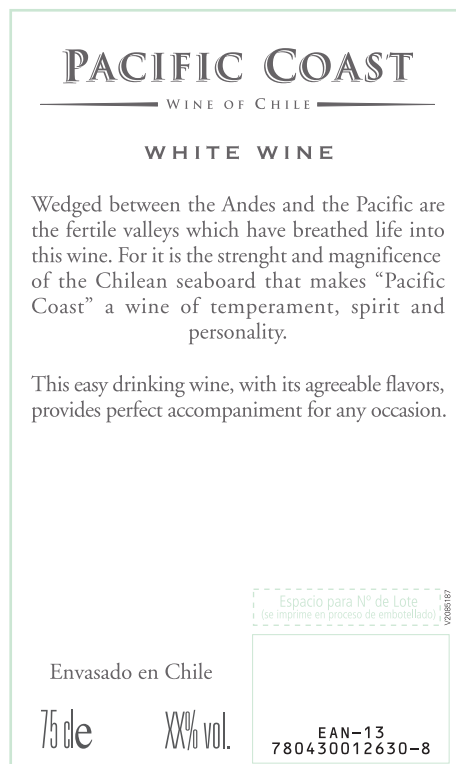 PACIFIC COAST
WINE OF CHILE
WHITE WINE
Wedged between the Andes and the Pacific are
the fertile valleys which have breathed life into
this wine. For it is the strenght and magnificence
of the Chilean seaboard that makes “Pacific
Coast” a wine of temperament, spirit and
personality.
This easy drinking wine, with its agreeable flavors,
provides perfect accompaniment for any occasion.
Espacio para Nº de Lote
(se imprime en proceso de embotellado)
V2085187
Envasado en Chile
75 cl e
XX% vol.
EAN-13
780430012630-8